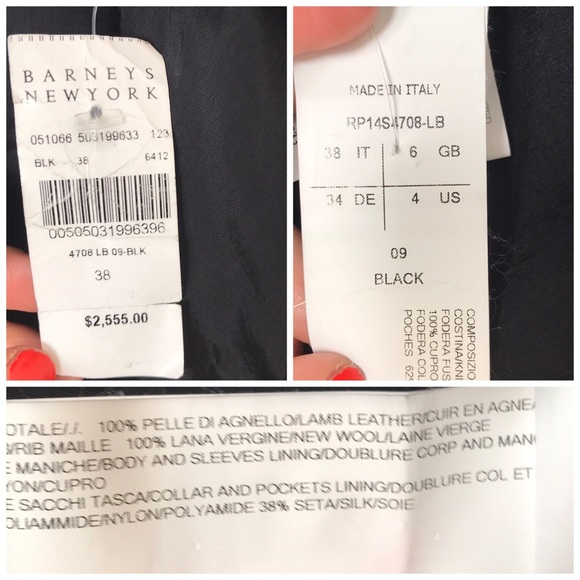 BARNEYS
NEW YORK
051066 503199633 123
BLK 38 6412
00505031996396
4708 LB 09-BLK
38
$2,555.00
MADE IN ITALY
RP14S4708-LB
38 IT 6 GB
34 DE 4 US
09
BLACK
COMPOSIZIO
COSTINA/KNI
FODERA FUS
100% CUPRO
FODERA COL
POCHES 62%
OTALE/./. 100% PELLE DI AGNELLO/LAMB LEATHER/CUIR EN AGNE
/RIB MAILLE 100% LANA VERGINE/NEW WOOL/LAINE VIERGE
E MANICHE/BODY AND SLEEVES LINING/DOUBLURE CORP AND MAN
YON/CUPRO
E SACCHI TASCA/COLLAR AND POCKETS LINING/DOUBLURE COL ET
OLIAMMIDE/NYLON/POLYAMIDE 38% SETA/SILK/SOIE